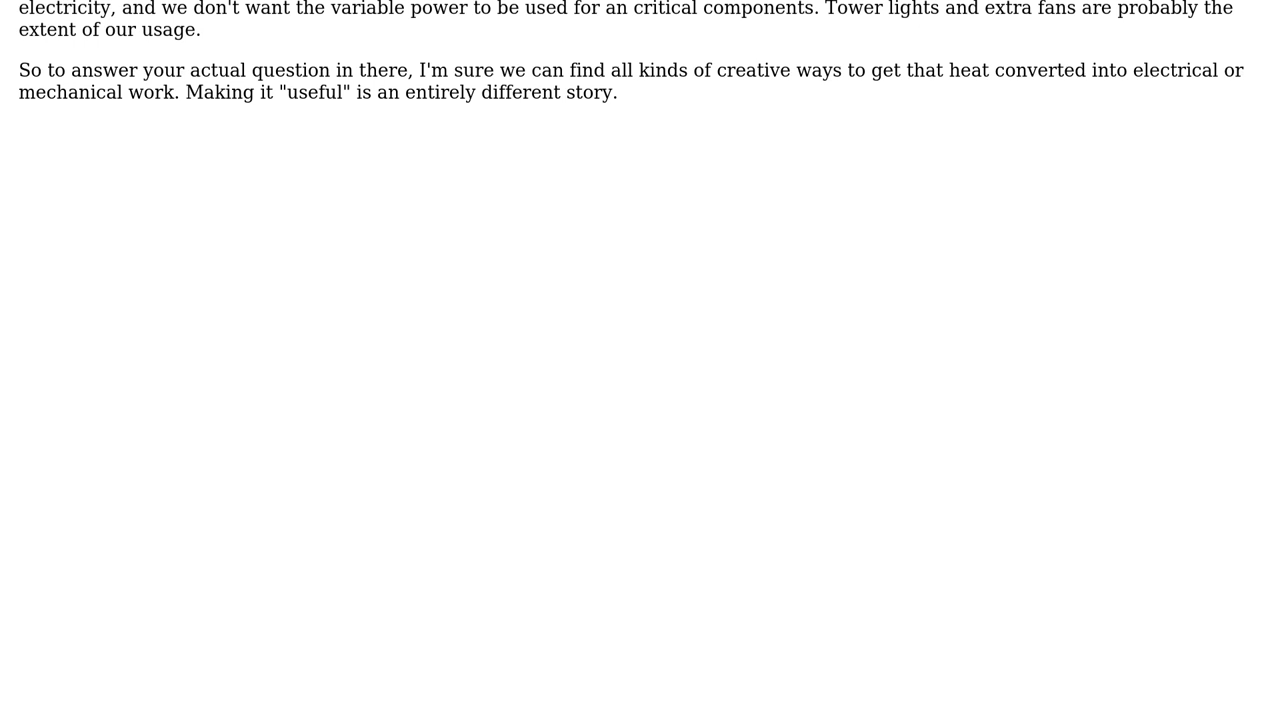 electricity, and we don't want the variable power to be used for an critical components. Tower lights and extra fans are probably the
extent of our usage.
So to answer your actual question in there, I'm sure we can find all kinds of creative ways to get that heat converted into electrical or
mechanical work. Making it "useful" is an entirely different story.